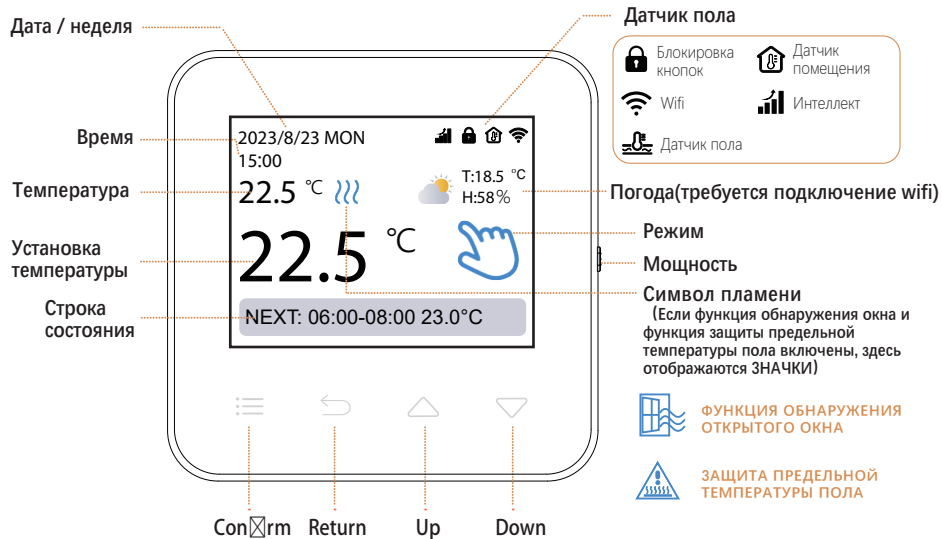 Дата / неделя
Датчик пола
Блокировка
кнопок
Датчик
помещения
Wifi
Интеллект
Датчик пола
Время
2023/8/23 MON
15:00
Температура
22.5 °C
T:18.5 °C
H:58%
Погода(требуется подключение wifi)
Установка
температуры
22.5 °C
Режим
Мощность
Символ пламени
(Если функция обнаружения окна и
функция защиты предельной
температуры пола включены, здесь
отображаются ЗНАЧКИ)
Строка
состояния
NEXT: 06:00-08:00 23.0°C
ФУНКЦИЯ ОБНАРУЖЕНИЯ
ОТКРЫТОГО ОКНА
ЗАЩИТА ПРЕДЕЛЬНОЙ
ТЕМПЕРАТУРЫ ПОЛА
Con☒rm Return Up Down